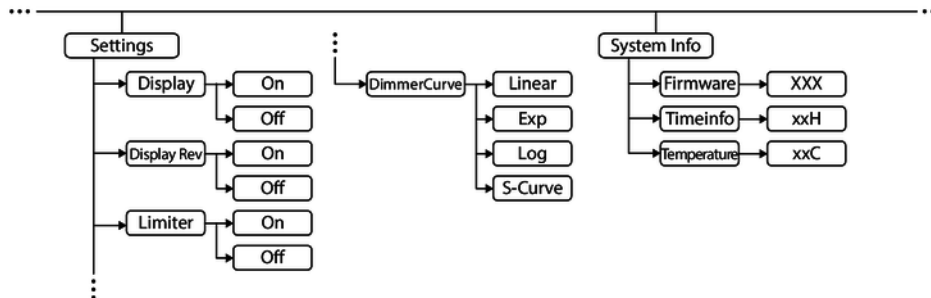 Settings
Display
On
Off
Display Rev
On
Off
Limiter
On
Off
DimmerCurve
Linear
Exp
Log
S-Curve
System Info
Firmware
XXX
Timeinfo
xxH
Temperature
xxC